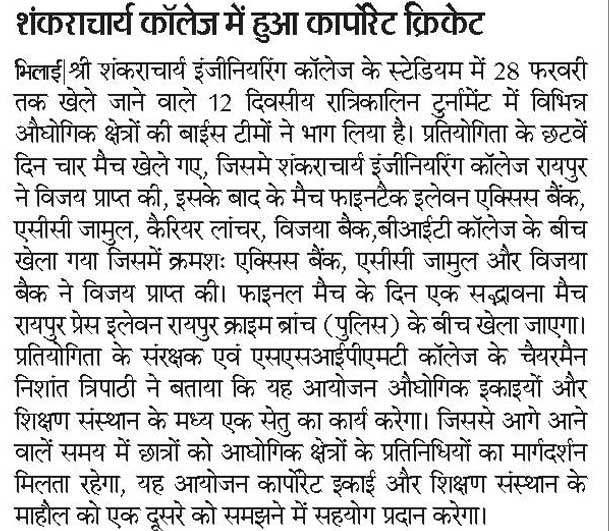 शंकराचार्य कॉलेज में हुआ कार्पोरेट क्रिकेट
भिलाई|श्री शंकराचार्य इंजीनियरिंग कॉलेज के स्टेडियम में 28 फरवरी
तक खेले जाने वाले 12 दिवसीय रात्रिकालिन टुर्नामेंट में विभिन्न
औघोगिक क्षेत्रों की बाईस टीमों ने भाग लिया है। प्रतियोगिता के छटवें
दिन चार मैच खेले गए, जिसमे शंकराचार्य इंजीनियरिंग कॉलेज रायपुर
ने विजय प्राप्त की, इसके बाद के मैच फाइनटैक इलेवन एक्सिस बैंक,
एसीसी जामुल, कैरियर लांचर, विजया बैक,बीआईटी कॉलेज के बीच
खेला गया जिसमें क्रमशः एक्सिस बैंक, एसीसी जामुल और विजया
बैक ने विजय प्राप्त की। फाइनल मैच के दिन एक सद्भावना मैच
रायपुर प्रेस इलेवन रायपुर क्राइम ब्रांच (पुलिस) के बीच खेला जाएगा।
प्रतियोगिता के संरक्षक एवं एसएसआईपीएमटी कॉलेज के चैयरमैन
निशांत त्रिपाठी ने बताया कि यह आयोजन औघोगिक इकाइयों और
शिक्षण संस्थान के मध्य एक सेतु का कार्य करेगा। जिससे आगे आने
वालें समय में छात्रों को आघोगिक क्षेत्रों के प्रतिनिधियों का मार्गदर्शन
मिलता रहेगा, यह आयोजन कार्पोरेट इकाई और शिक्षण संस्थान के
माहौल को एक दूसरे को समझने में सहयोग प्रदान करेगा।